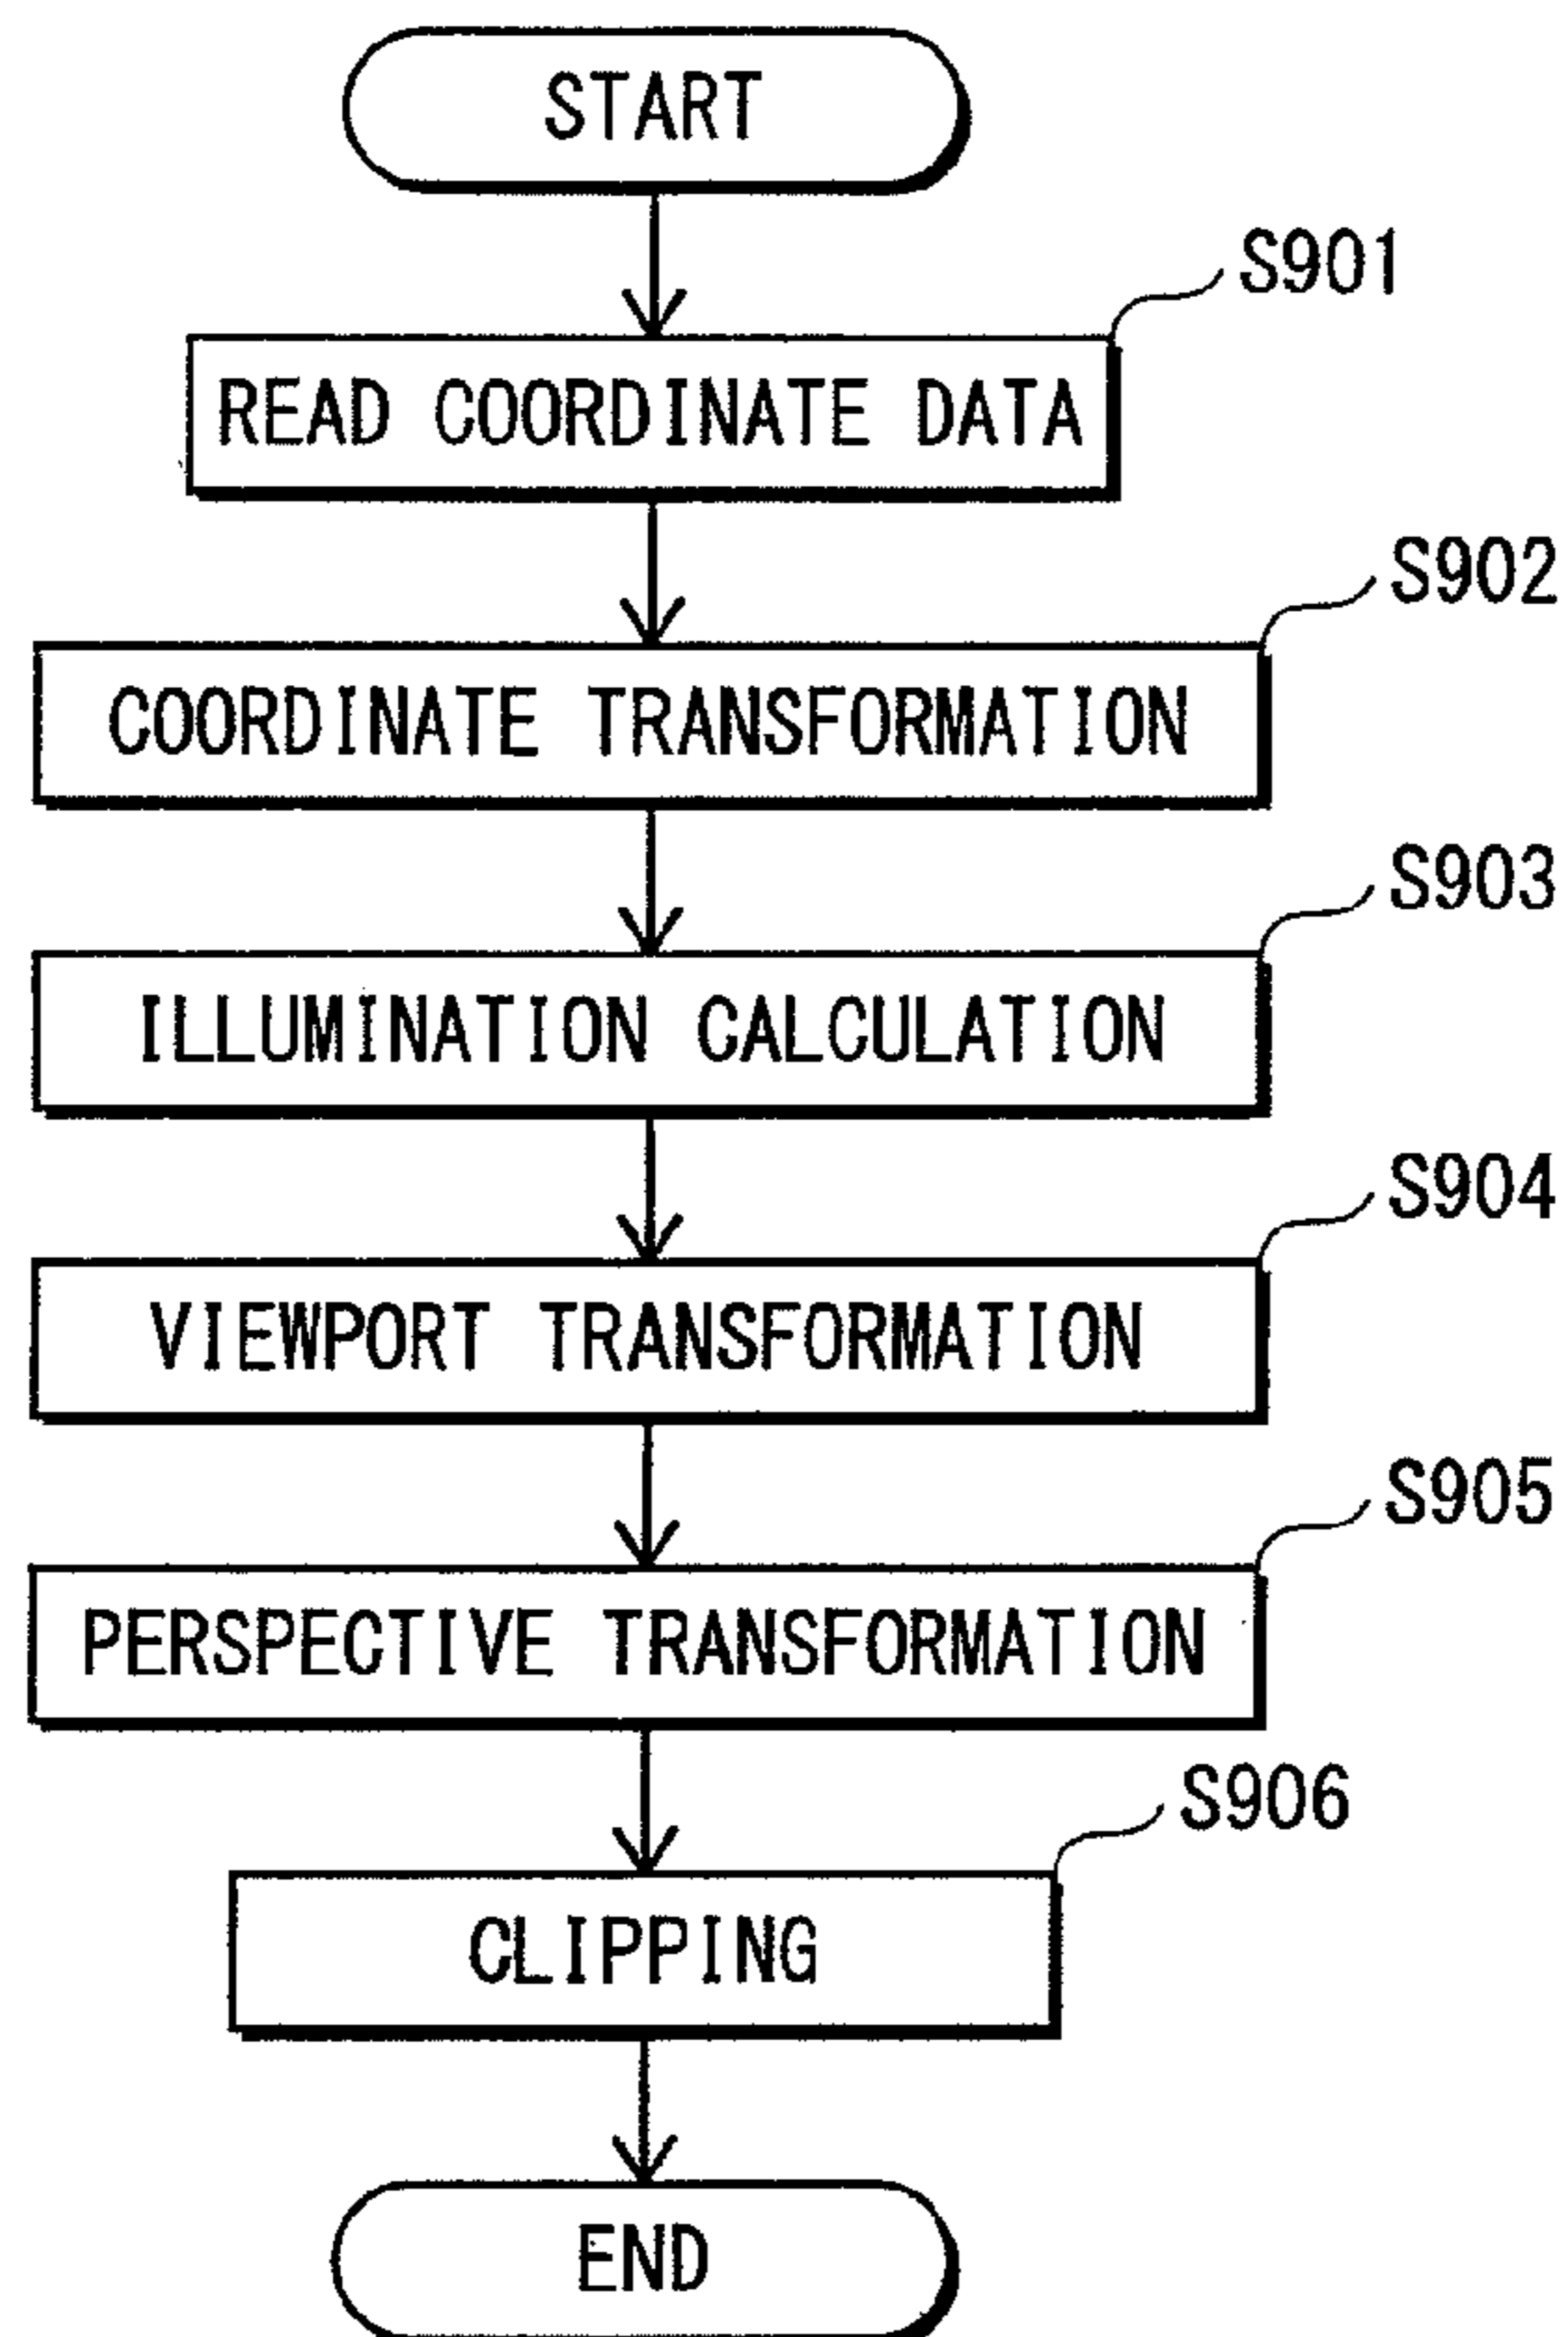 START
S901
READ COORDINATE DATA
S902
COORDINATE TRANSFORMATION
S903
ILLUMINATION CALCULATION
S904
VIEWPORT TRANSFORMATION
S905
PERSPECTIVE TRANSFORMATION
S906
CLIPPING
END